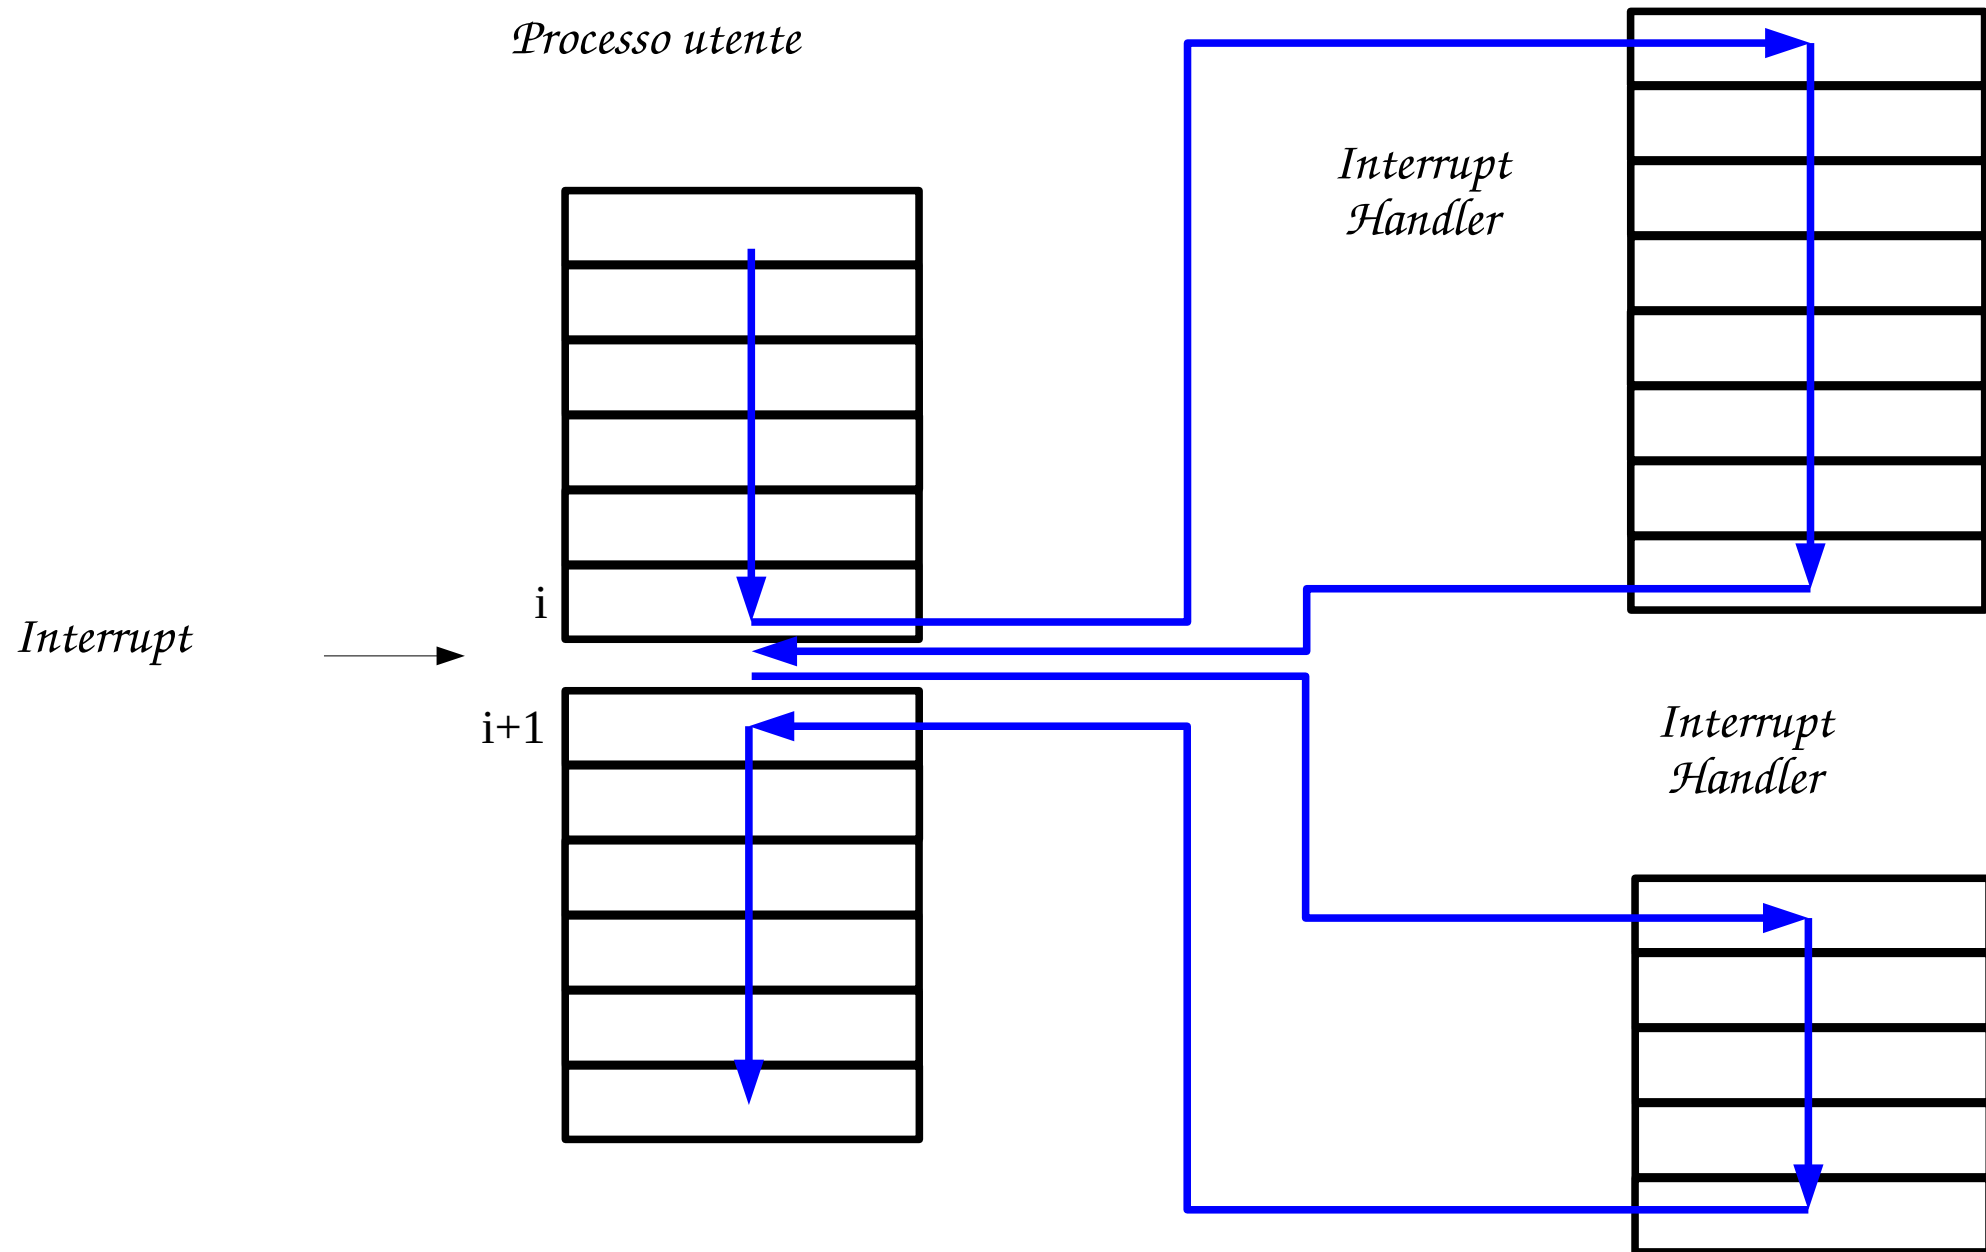 Processo utente
Interrupt
Handler
i
Interrupt
i+1
Interrupt
Handler